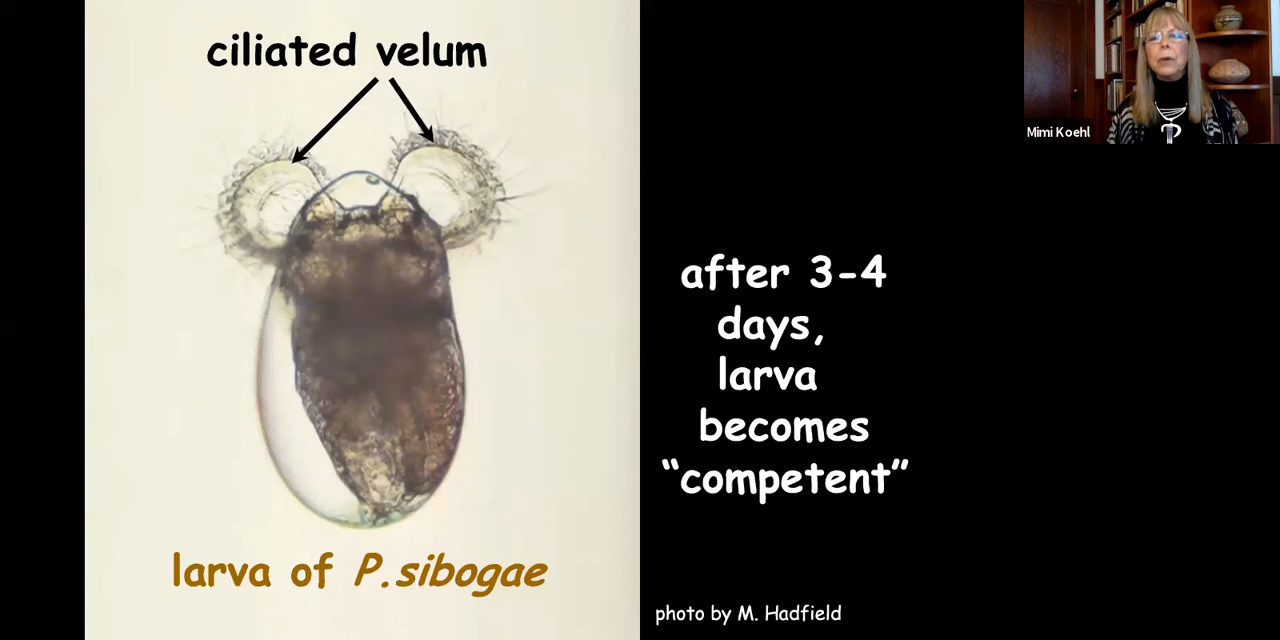 ciliated velum
Mimi Koehl
after 3-4
days,
larva
becomes
“competent”
larva of P.sibogae
photo by M. Hadfield